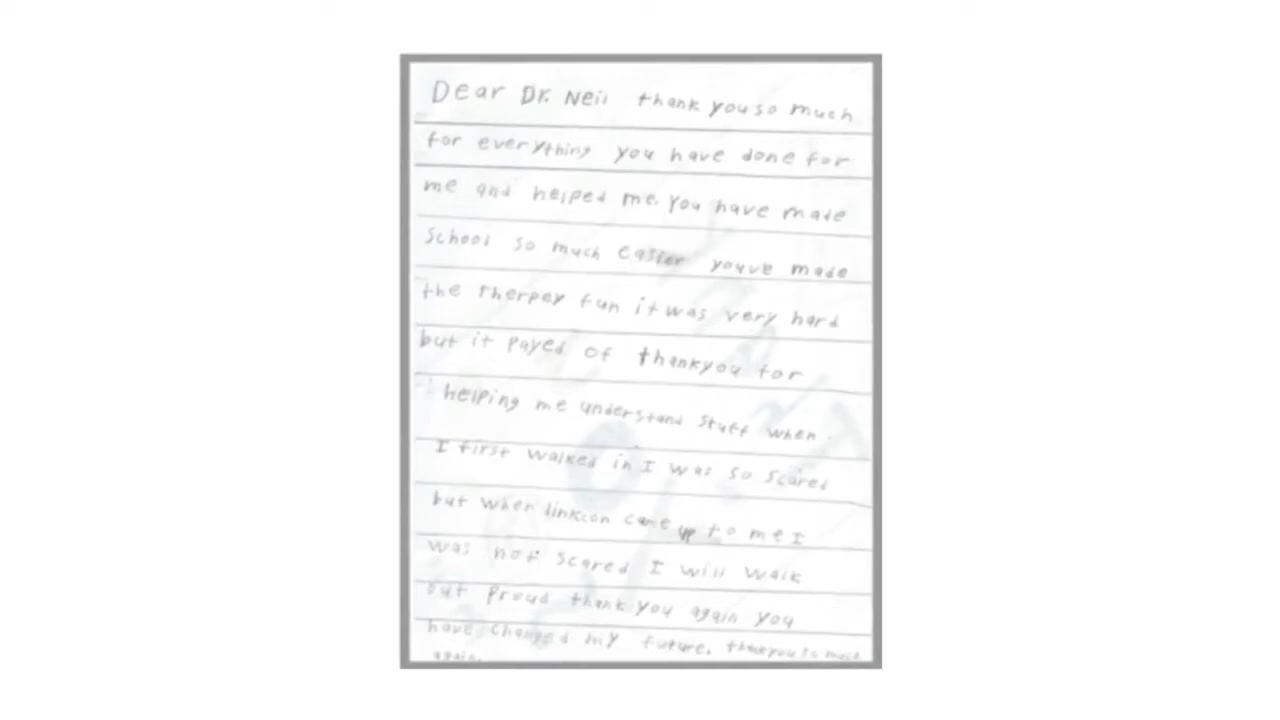 Dear Dr. Neil thank you so much
for everything you have done for
me and helped me. you have made
School so much easier youve made
the therpey fun it was very hard
but it payed of thankyou for
helping me understand stuff when
I first walked in I was so scared
but when linkcon came up to me I
was not scared I will walk
out proud thank you again you
have changed my future. thankyou so much
again.